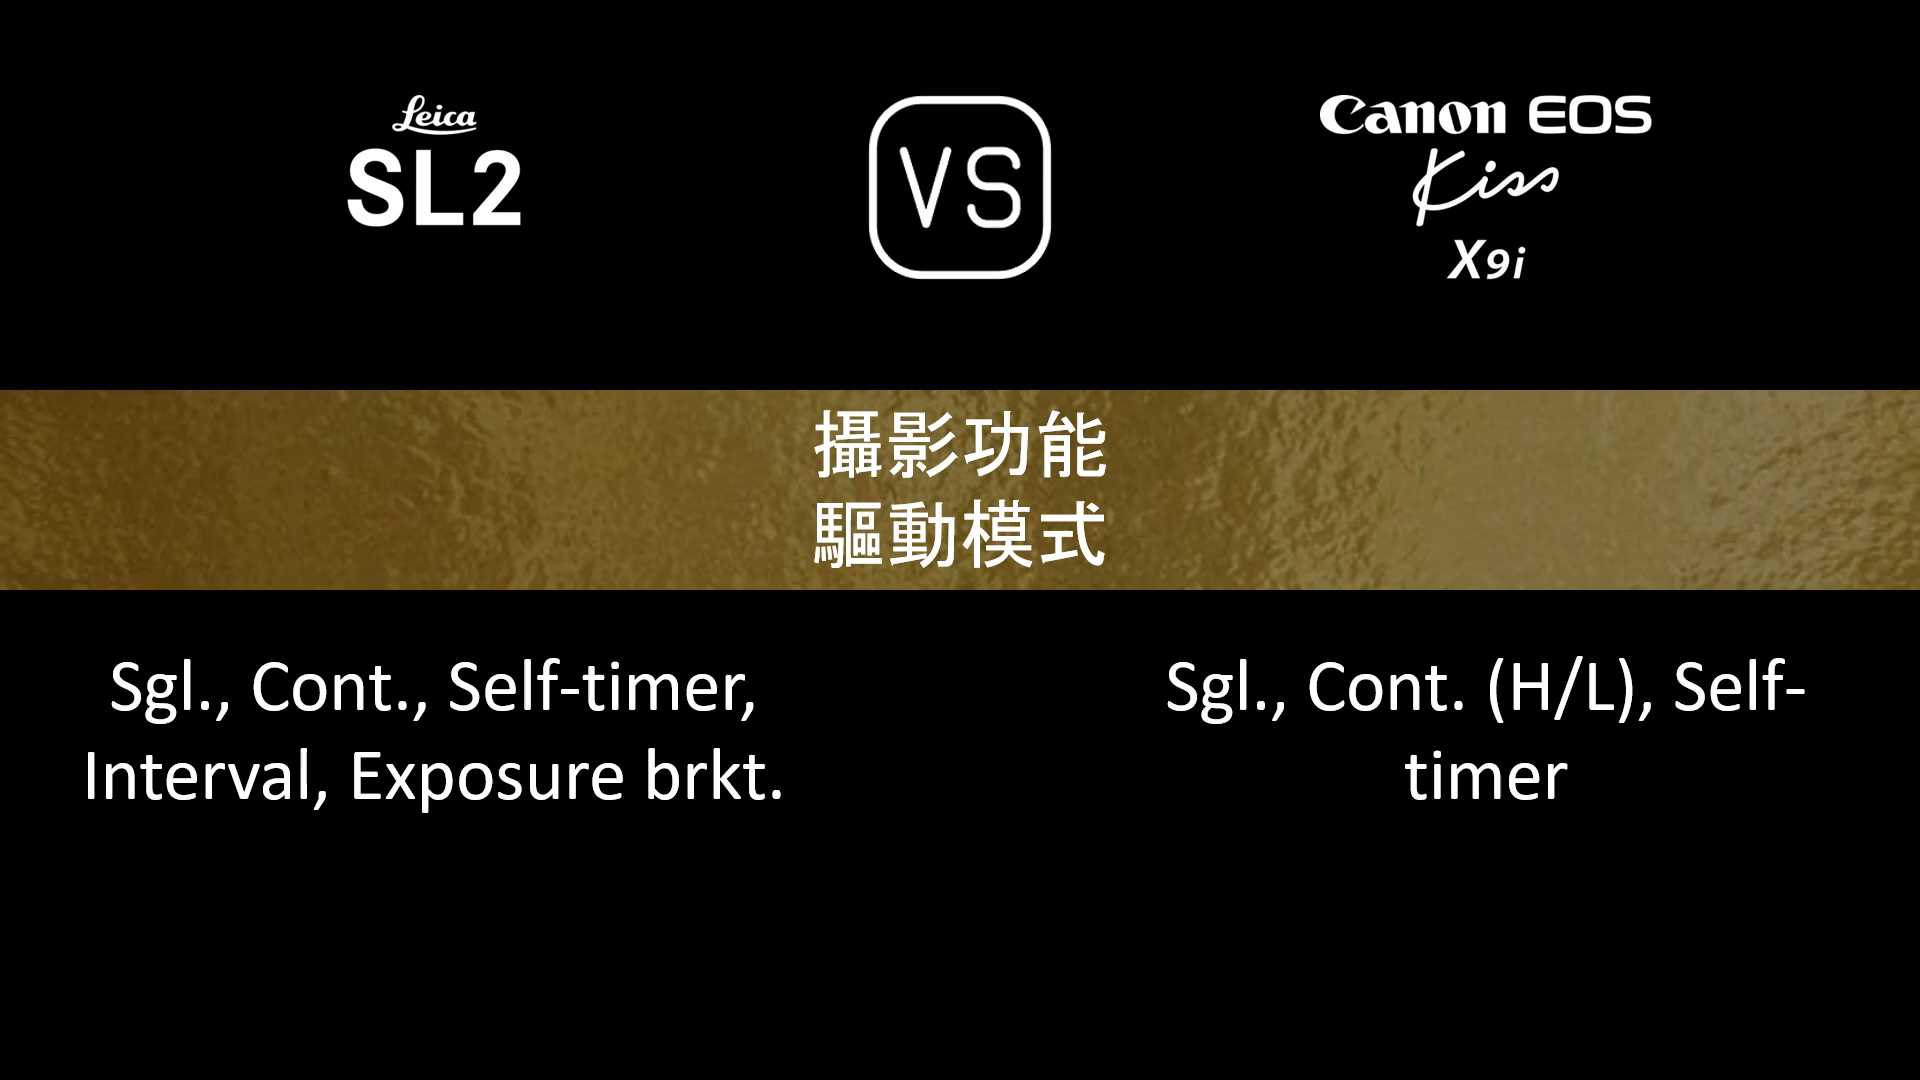 Leica
SL2
VS
Canon EOS
Kiss
X9i
攝影功能
驅動模式
Sgl., Cont., Self-timer,
Interval, Exposure brkt.
Sgl., Cont. (H/L), Self-
timer